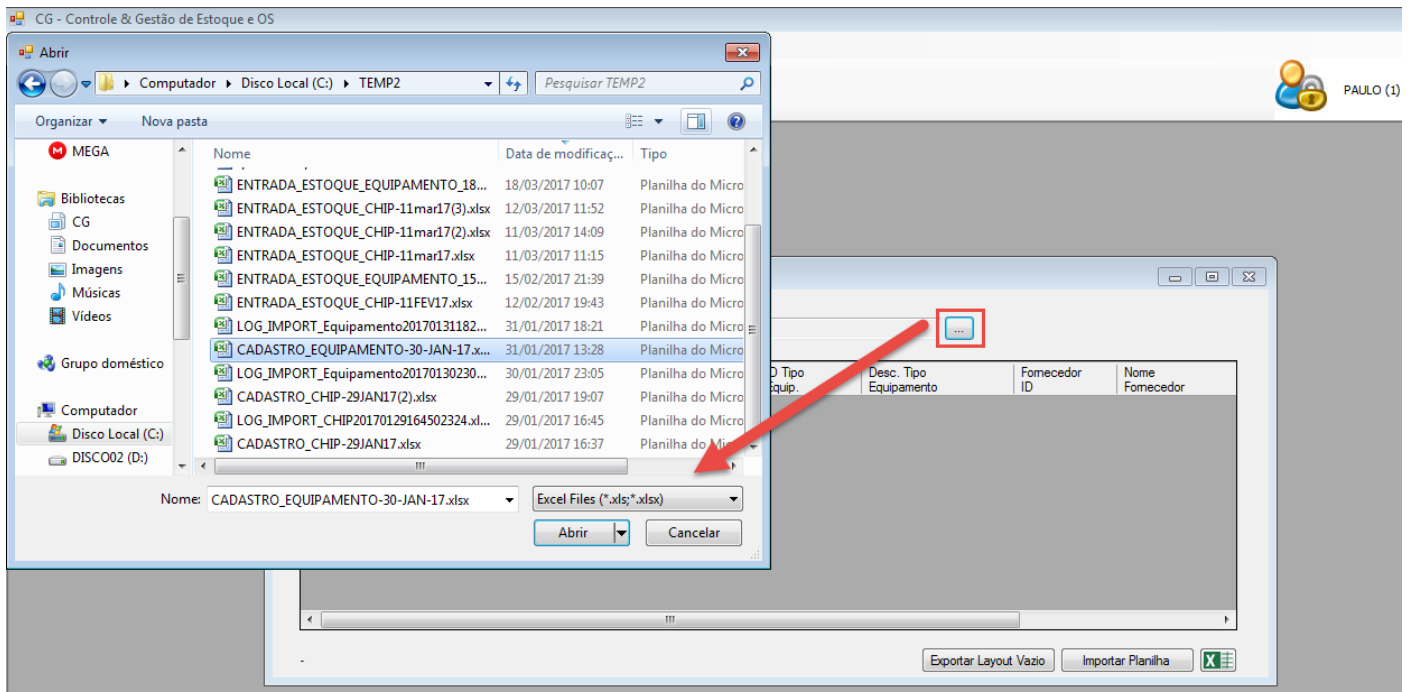 CG - Controle & Gestão de Estoque e OS
Abrir
Computador Disco Local (C:) TEMP2 Pesquisar TEMP2
PAULO (1)
Organizar Nova pasta
MEGA
Bibliotecas
CG
Documentos
Imagens
Músicas
Vídeos
Grupo doméstico
Computador
Disco Local (C:)
DISCO02 (D:)
Nome Data de modificaç... Tipo
ENTRADA_ESTOQUE_EQUIPAMENTO_18... 18/03/2017 10:07 Planilha do Micro
ENTRADA_ESTOQUE_CHIP-11mar17(3).xlsx 12/03/2017 11:52 Planilha do Micro
ENTRADA_ESTOQUE_CHIP-11mar17(2).xlsx 11/03/2017 14:09 Planilha do Micro
ENTRADA_ESTOQUE_CHIP-11mar17.xlsx 11/03/2017 11:15 Planilha do Micro
ENTRADA_ESTOQUE_EQUIPAMENTO_15... 15/02/2017 21:39 Planilha do Micro
ENTRADA_ESTOQUE_CHIP-11FEV17.xlsx 12/02/2017 19:43 Planilha do Micro
LOG_IMPORT_Equipamento20170131182... 31/01/2017 18:21 Planilha do Micro
CADASTRO_EQUIPAMENTO-30-JAN-17.x... 31/01/2017 13:28 Planilha do Micro
LOG_IMPORT_Equipamento20170130230... 30/01/2017 23:05 Planilha do Micro
CADASTRO_CHIP-29JAN17(2).xlsx 29/01/2017 19:07 Planilha do Micro
LOG_IMPORT_CHIP20170129164502324.xl... 29/01/2017 16:45 Planilha do Micro
CADASTRO_CHIP-29JAN17.xlsx 29/01/2017 16:37 Planilha do
Nome: CADASTRO_EQUIPAMENTO-30-JAN-17.xlsx Excel Files (*.xls;*.xlsx)
Abrir Cancelar
...
Tipo Desc. Tipo Fornecedor Nome
Equip. Equipamento ID Fornecedor
- Exportar Layout Vazio Importar Planilha